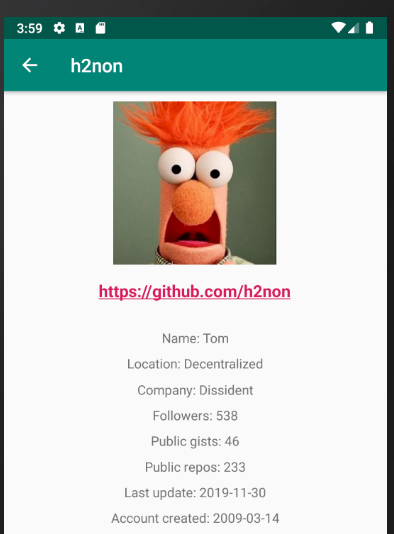 3:59
h2non
https://github.com/h2non
Name: Tom
Location: Decentralized
Company: Dissident
Followers: 538
Public gists: 46
Public repos: 233
Last update: 2019-11-30
Account created: 2009-03-14